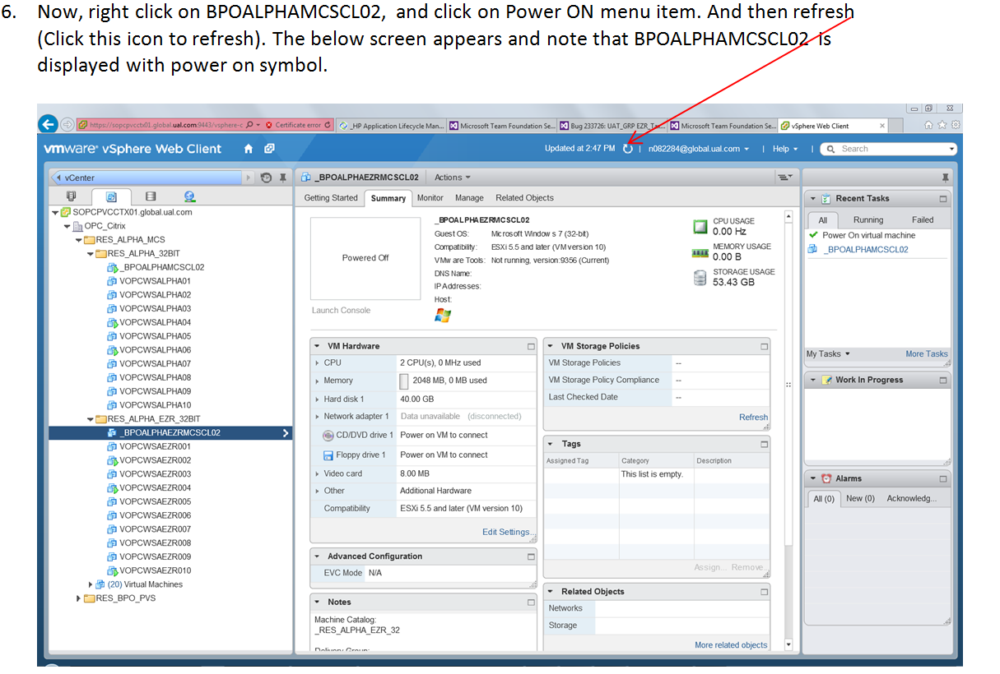 6. Now, right click on BPOALPHAMCSCL02, and click on Power ON menu item. And then refresh
(Click this icon to refresh). The below screen appears and note that BPOALPHAMCSCL02 is
displayed with power on symbol.
https://sopcpvcctx01.global.ual.com:9443/vsphere-c Certificate error _HP Application Lifecycle Man... Microsoft Team Foundation Se... Bug 233726: UAT_GRP EZR_Ta... Microsoft Team Foundation Se... vSphere Web Client
vmware® vSphere Web Client Updated at 2:47 PM | n082284@global.ual.com | Help | Search
vCenter
SOPCPVCCTX01.global.ual.com
OPC_Citrix
RES_ALPHA_MCS
RES_ALPHA_32BIT
_BPOALPHAMCSCL02
VOPCWSALPHA01
VOPCWSALPHA02
VOPCWSALPHA03
VOPCWSALPHA04
VOPCWSALPHA05
VOPCWSALPHA06
VOPCWSALPHA07
VOPCWSALPHA08
VOPCWSALPHA09
VOPCWSALPHA10
RES_ALPHA_EZR_32BIT
_BPOALPHAEZRMCSCL02
VOPCWSAEZR001
VOPCWSAEZR002
VOPCWSAEZR003
VOPCWSAEZR004
VOPCWSAEZR005
VOPCWSAEZR006
VOPCWSAEZR007
VOPCWSAEZR008
VOPCWSAEZR009
VOPCWSAEZR010
(20) Virtual Machines
RES_BPO_PVS
_BPOALPHAEZRMCSCL02 Actions
Getting Started Summary Monitor Manage Related Objects
Powered Off
Launch Console
_BPOALPHAEZRMCSCL02
Guest OS: Microsoft Windows 7 (32-bit)
Compatibility: ESXi 5.5 and later (VM version 10)
VMware Tools: Not running, version:9356 (Current)
DNS Name:
IP Addresses:
Host:
CPU USAGE
0.00 Hz
MEMORY USAGE
0.00 B
STORAGE USAGE
53.43 GB
VM Hardware
CPU 2 CPU(s), 0 MHz used
Memory 2048 MB, 0 MB used
Hard disk 1 40.00 GB
Network adapter 1 Data unavailable (disconnected)
CD/DVD drive 1 Power on VM to connect
Floppy drive 1 Power on VM to connect
Video card 8.00 MB
Other Additional Hardware
Compatibility ESXi 5.5 and later (VM version 10)
Edit Settings...
Advanced Configuration
EVC Mode N/A
Notes
Machine Catalog:
_RES_ALPHA_EZR_32
Delivery Group:
VM Storage Policies
VM Storage Policies --
VM Storage Policy Compliance --
Last Checked Date --
Refresh
Tags
Assigned Tag Category Description
This list is empty.
Assign... Remove...
Related Objects
Networks
Storage
More related objects
Recent Tasks
All Running Failed
Power On virtual machine
_BPOALPHAEZRMCSCL02
My Tasks More Tasks
Work In Progress
Alarms
All (0) New (0) Acknowledg...